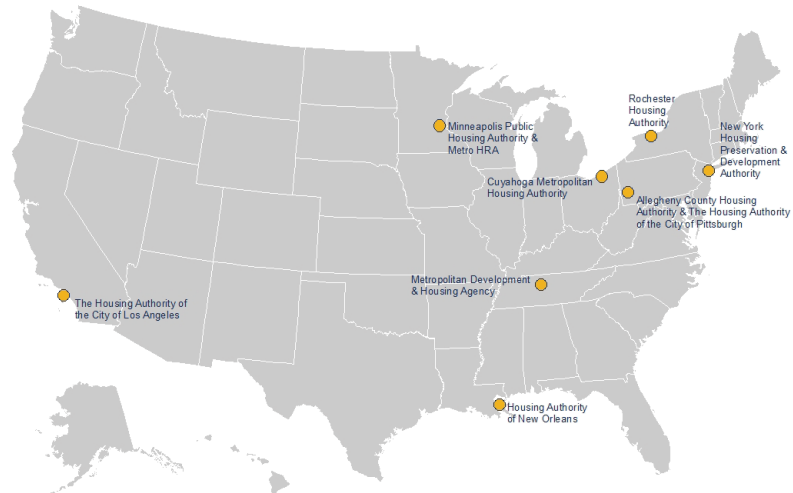 Rochester
Housing
Authority
New York
Housing
Preservation &
Development
Authority
Minneapolis Public
Housing Authority &
Metro HRA
Cuyahoga Metropolitan
Housing Authority
Allegheny County Housing
Authority & The Housing Authority
of the City of Pittsburgh
Metropolitan Development
& Housing Agency
The Housing Authority of
the City of Los Angeles
Housing Authority
of New Orleans